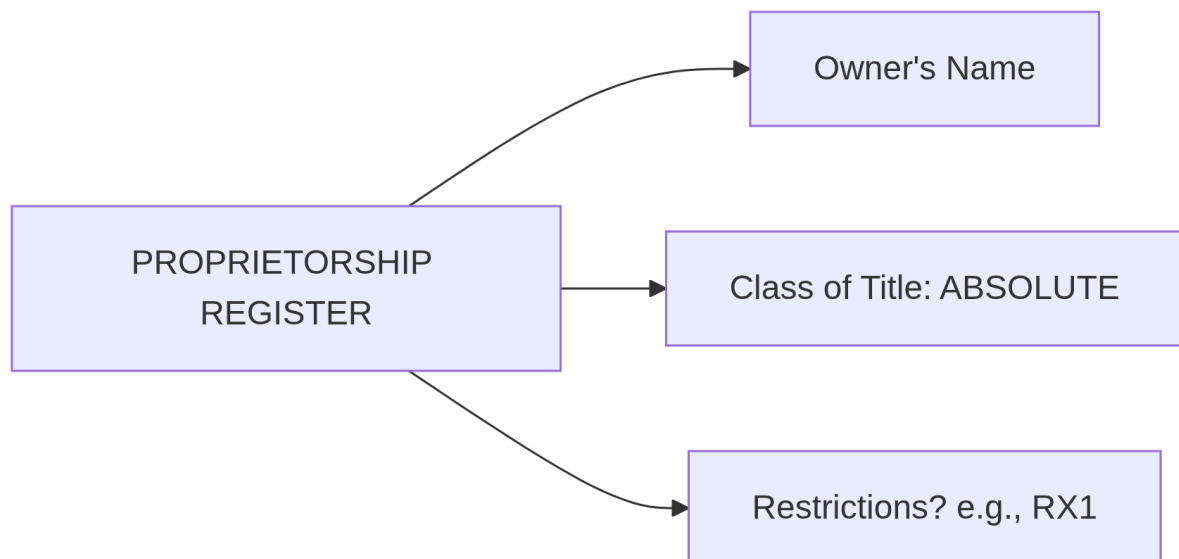 PROPRIETORSHIP
REGISTER
Owner's Name
Class of Title: ABSOLUTE
Restrictions? e.g., RX1